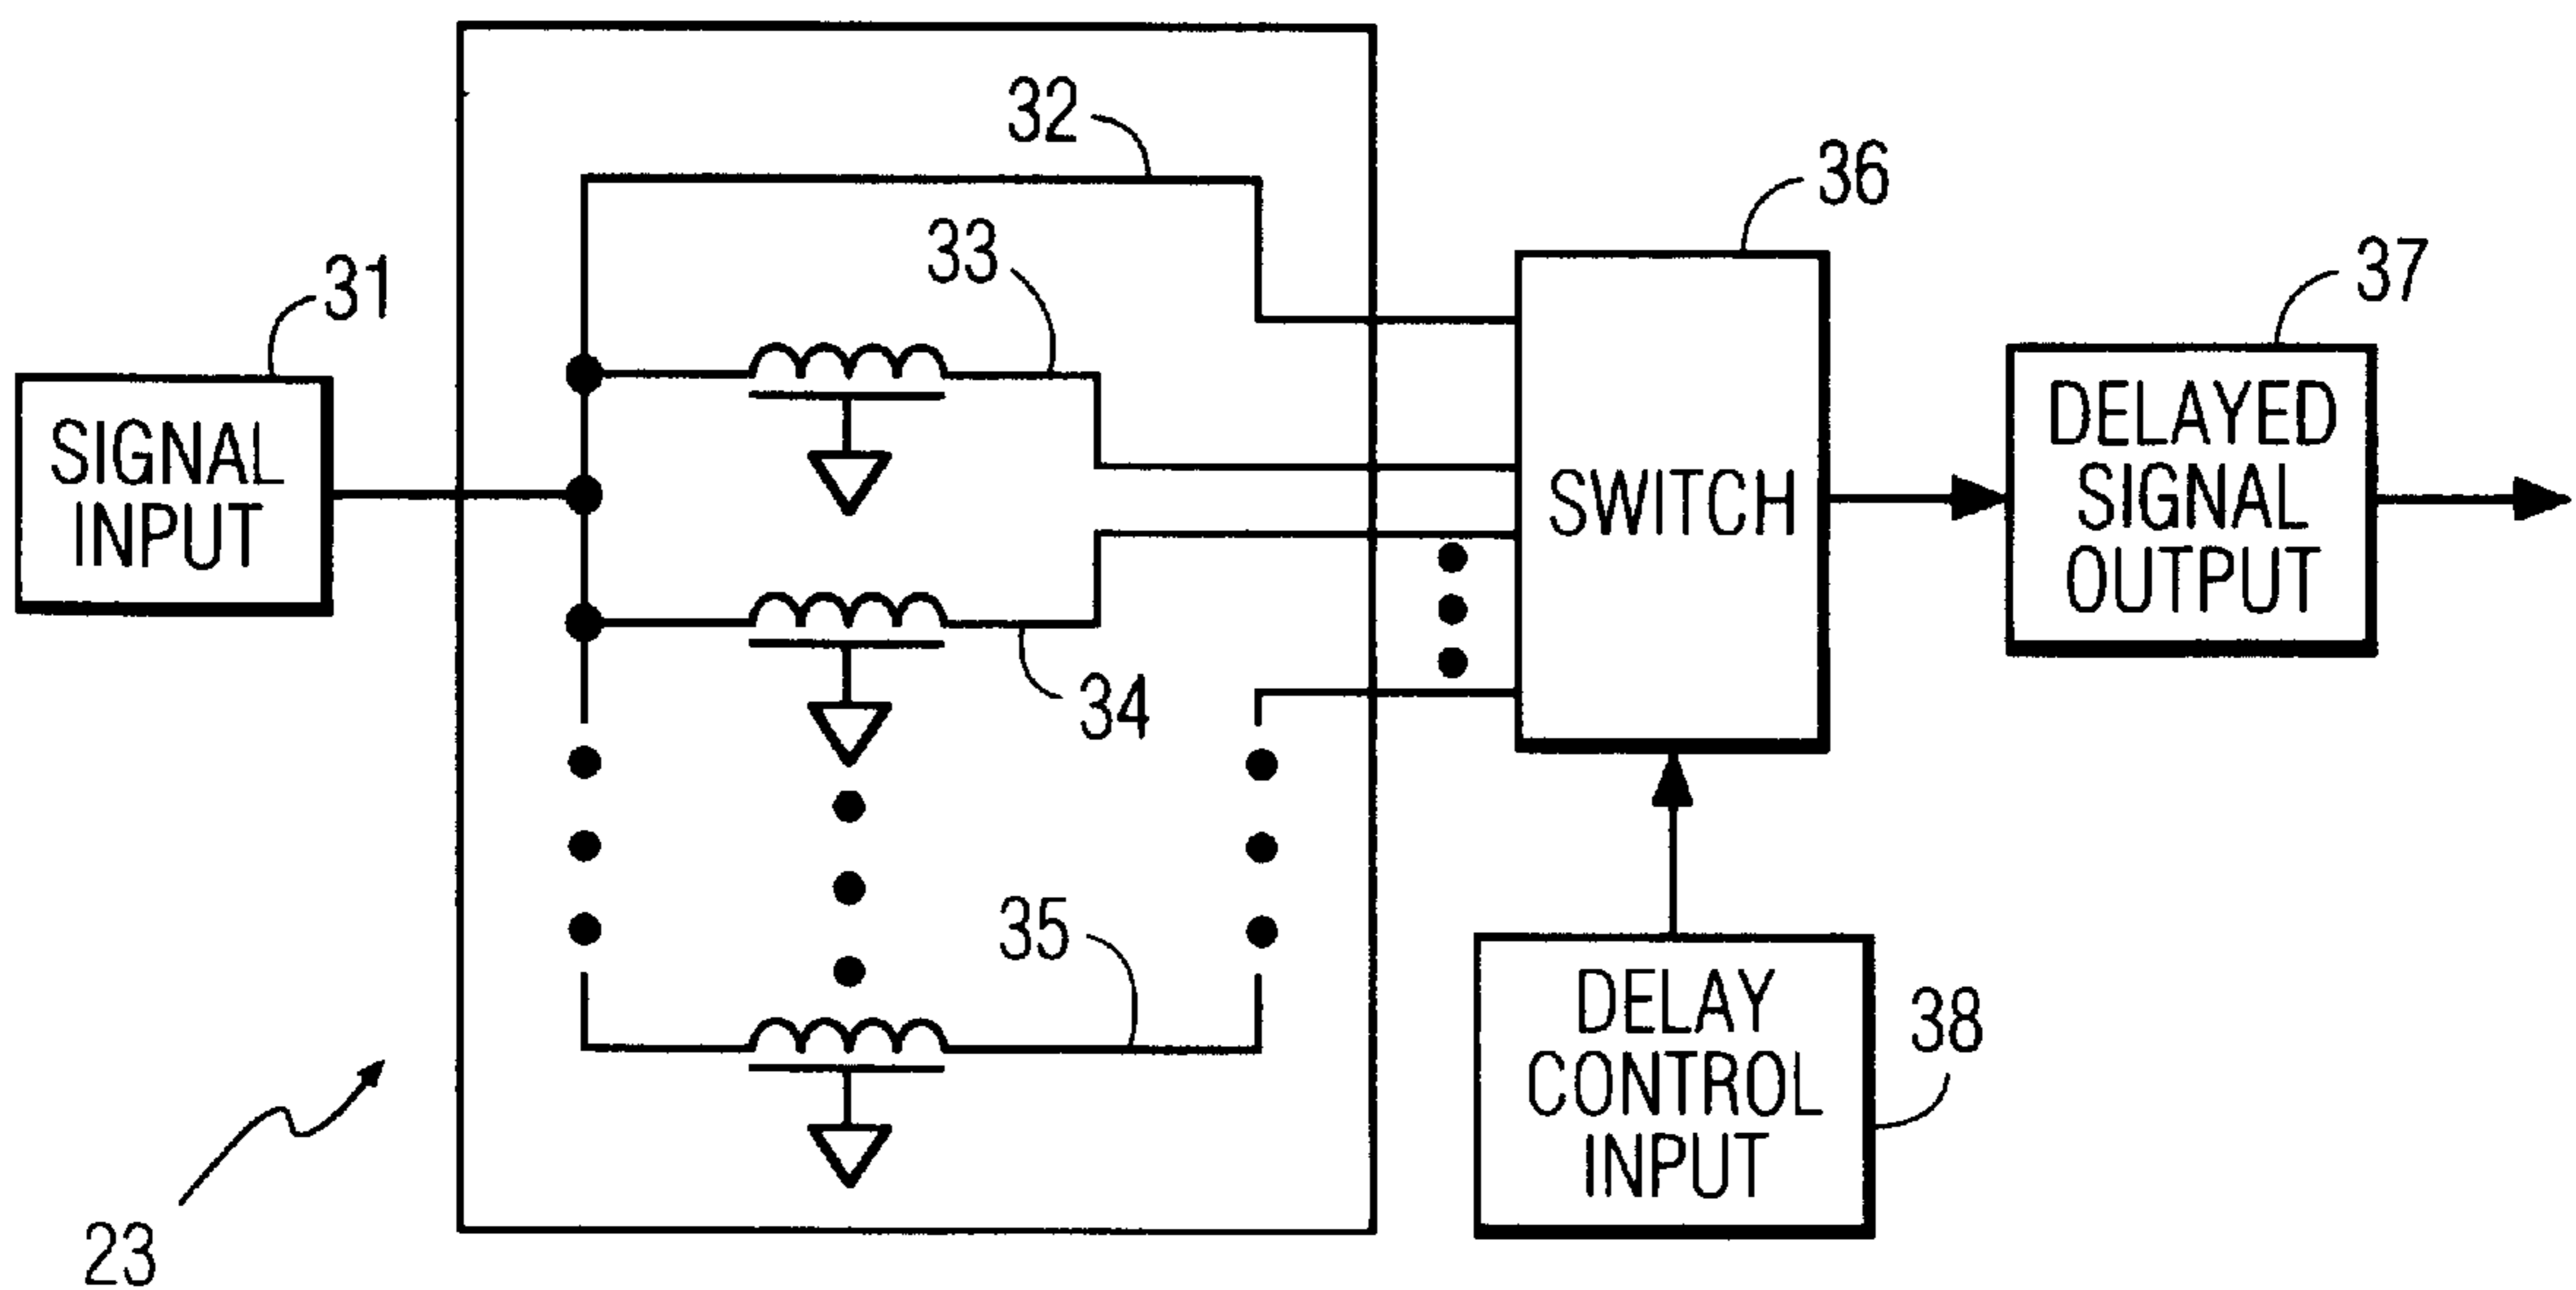 32
36
33
37
31
SIGNAL
INPUT
SWITCH
DELAYED
SIGNAL
OUTPUT
34
35
DELAY
CONTROL
INPUT
38
23